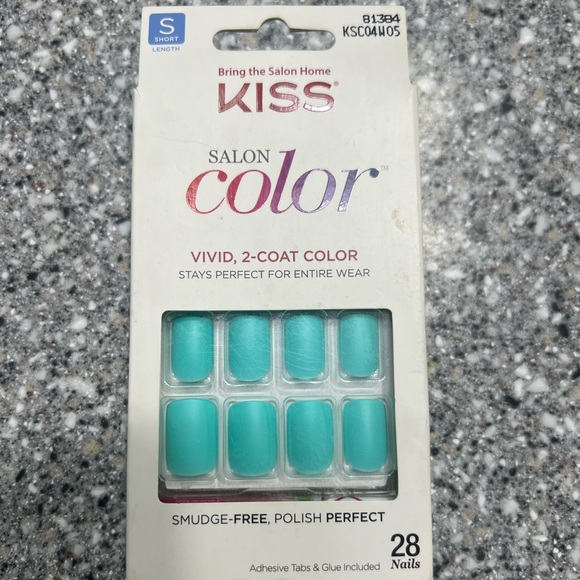 S
SHORT
LENGTH
81384
KSC04W05
Bring the Salon Home
KISS®
SALON
color™
VIVID, 2-COAT COLOR
STAYS PERFECT FOR ENTIRE WEAR
SMUDGE-FREE, POLISH PERFECT
28
Nails
Adhesive Tabs & Glue Included